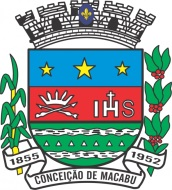 IHS
1855 1952
CONCEIÇÃO DE MACABU